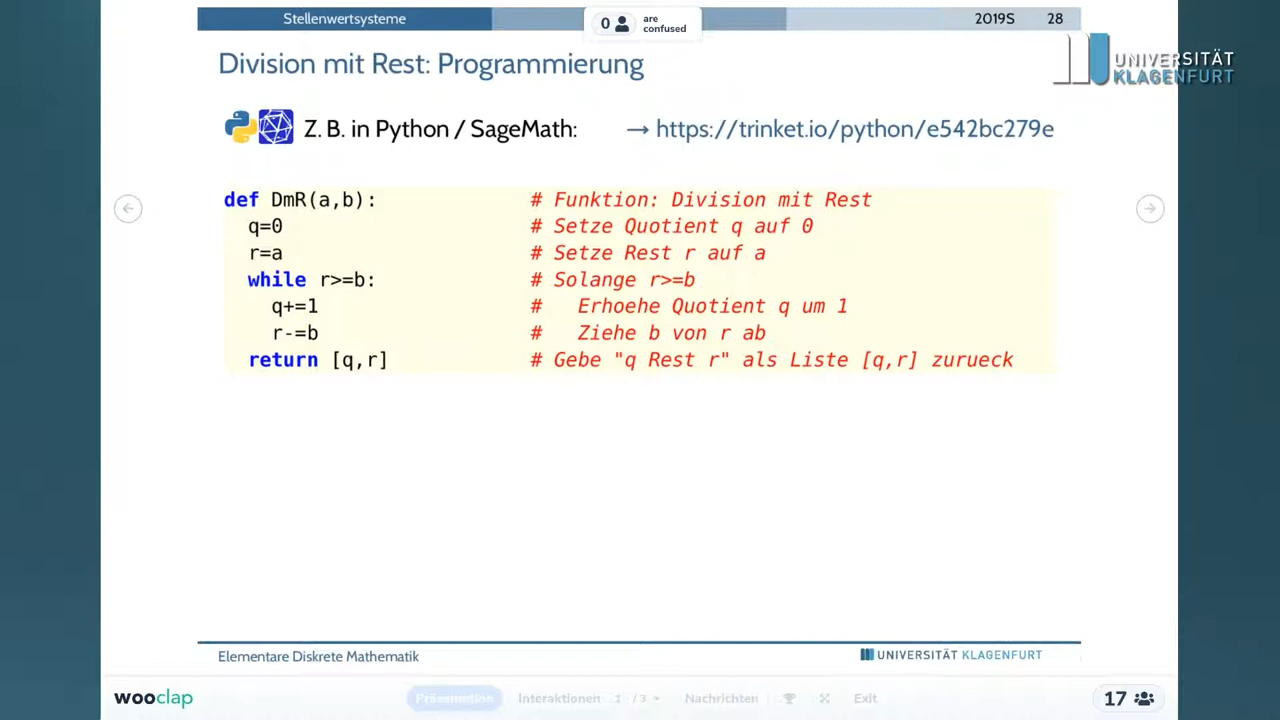 Stellenwertsysteme
0 are confused
2019S 28
Division mit Rest: Programmierung
UNIVERSITÄT
KLAGENFURT
Z. B. in Python / SageMath: → https://trinket.io/python/e542bc279e
def DmR(a,b): # Funktion: Division mit Rest
q=0 # Setze Quotient q auf 0
r=a # Setze Rest r auf a
while r>=b: # Solange r>=b
q+=1 # Erhoehe Quotient q um 1
r-=b # Ziehe b von r ab
return [q,r] # Gebe "q Rest r" als Liste [q,r] zurueck
Elementare Diskrete Mathematik
UNIVERSITÄT KLAGENFURT
wooclap
Präsentation Interaktionen / 3 Nachrichten Exit
17